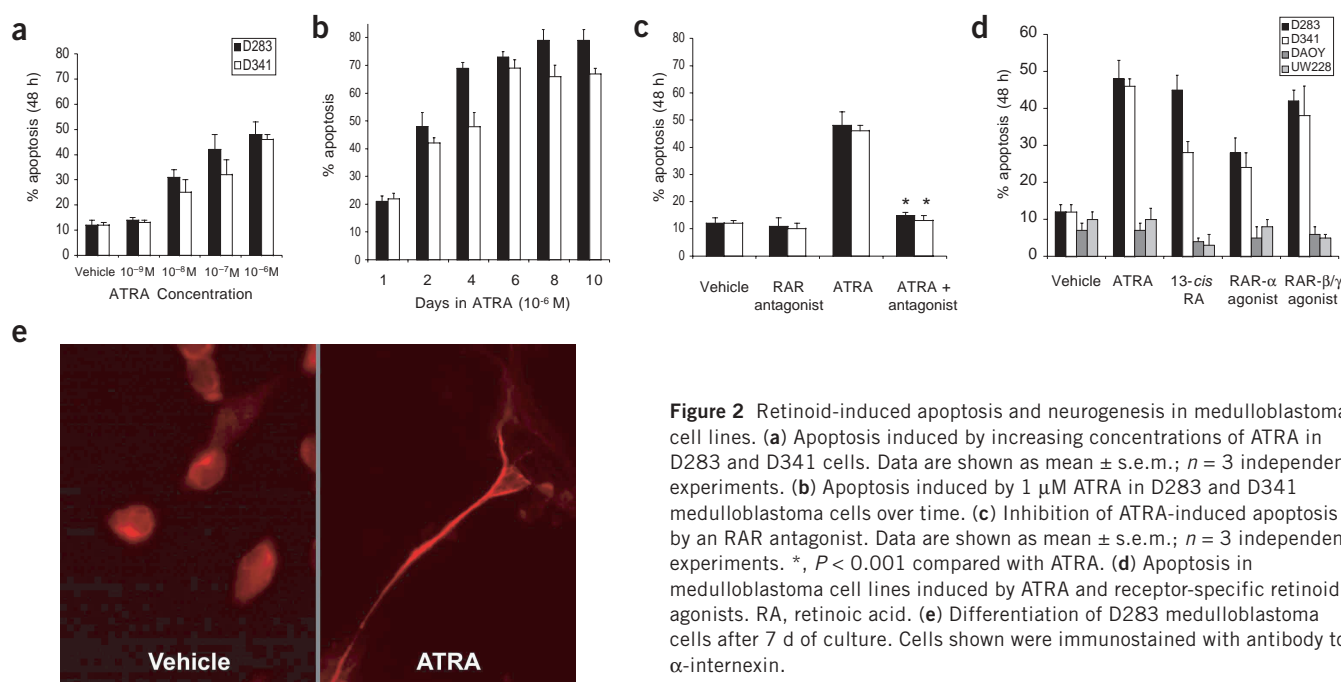 a
% apoptosis (48 h)
80
70
60
50
40
30
20
10
0
D283
D341
Vehicle 10⁻⁹M 10⁻⁸M 10⁻⁷M 10⁻⁶M
ATRA Concentration
b
% apoptosis
80
70
60
50
40
30
20
10
0
1 2 4 6 8 10
Days in ATRA (10⁻⁶ M)
c
% apoptosis (48 h)
80
70
60
50
40
30
20
10
0
* *
Vehicle RAR ATRA ATRA +
antagonist antagonist
d
% apoptosis (48 h)
60
50
40
30
20
10
0
D283
D341
DAOY
UW228
Vehicle ATRA 13-cis RAR-α RAR-β/γ
RA agonist agonist
e
Vehicle ATRA
Figure 2 Retinoid-induced apoptosis and neurogenesis in medulloblastoma
cell lines. (a) Apoptosis induced by increasing concentrations of ATRA in
D283 and D341 cells. Data are shown as mean ± s.e.m.; n = 3 independen
experiments. (b) Apoptosis induced by 1 μM ATRA in D283 and D341
medulloblastoma cells over time. (c) Inhibition of ATRA-induced apoptosis
by an RAR antagonist. Data are shown as mean ± s.e.m.; n = 3 independen
experiments. *, P < 0.001 compared with ATRA. (d) Apoptosis in
medulloblastoma cell lines induced by ATRA and receptor-specific retinoid
agonists. RA, retinoic acid. (e) Differentiation of D283 medulloblastoma
cells after 7 d of culture. Cells shown were immunostained with antibody to
α-internexin.